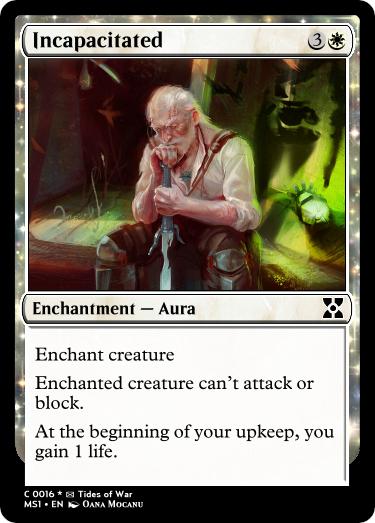 Incapacitated 3
Enchantment — Aura
Enchant creature
Enchanted creature can't attack or
block.
At the beginning of your upkeep, you
gain 1 life.
C 0016 * Tides of War
MS1 • EN Oana Mocanu